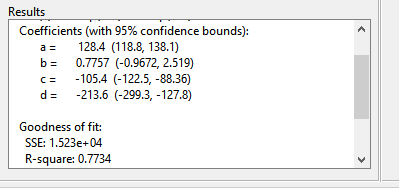 Results
Coefficients (with 95% confidence bounds):
a = 128.4 (118.8, 138.1)
b = 0.7757 (-0.9672, 2.519)
c = -105.4 (-122.5, -88.36)
d = -213.6 (-299.3, -127.8)
Goodness of fit:
SSE: 1.523e+04
R-square: 0.7734